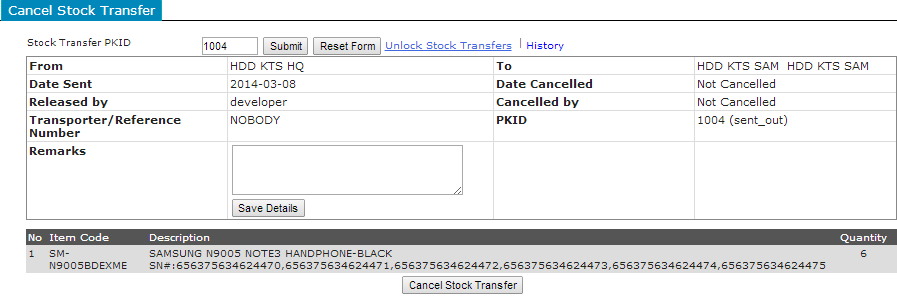 Cancel Stock Transfer
Stock Transfer PKID 1004 Submit Reset Form Unlock Stock Transfers History
From HDD KTS HQ To HDD KTS SAM HDD KTS SAM
Date Sent 2014-03-08 Date Cancelled Not Cancelled
Released by developer Cancelled by Not Cancelled
Transporter/Reference Number NOBODY PKID 1004 (sent_out)
Remarks
Save Details
No Item Code Description Quantity
1 SM- SAMSUNG N9005 NOTE3 HANDPHONE-BLACK 6
N9005BDEXME SN#:656375634624470,656375634624471,656375634624472,656375634624473,656375634624474,656375634624475
Cancel Stock Transfer